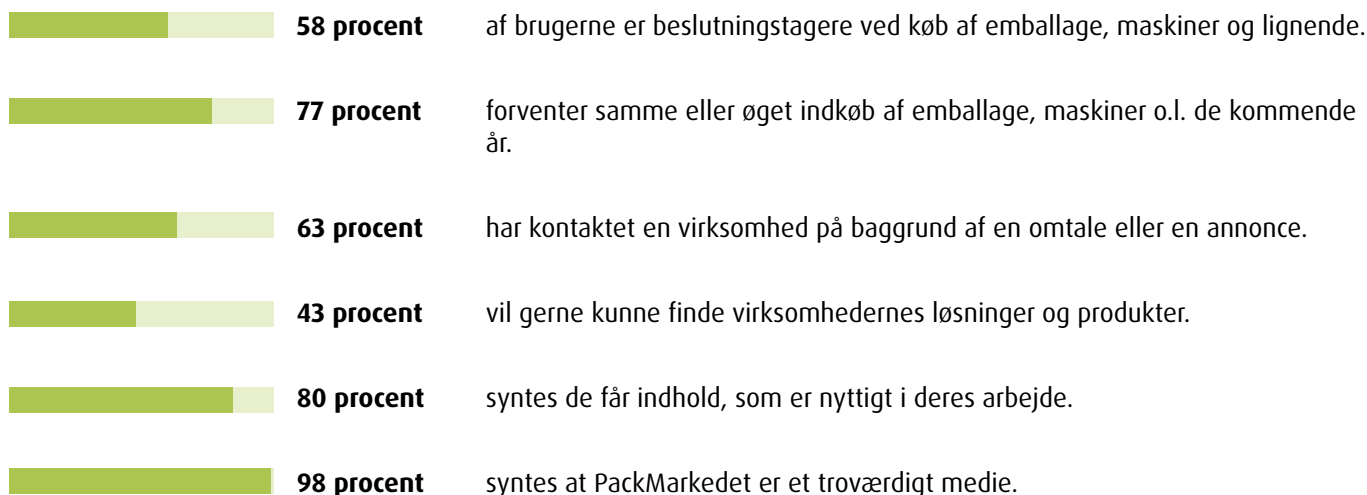 58 procent af brugerne er beslutningstagere ved køb af emballage, maskiner og lignende.
77 procent forventer samme eller øget indkøb af emballage, maskiner o.l. de kommende
år.
63 procent har kontaktet en virksomhed på baggrund af en omtale eller en annonce.
43 procent vil gerne kunne finde virksomhedernes løsninger og produkter.
80 procent syntes de får indhold, som er nyttigt i deres arbejde.
98 procent syntes at PackMarkedet er et troværdigt medie.